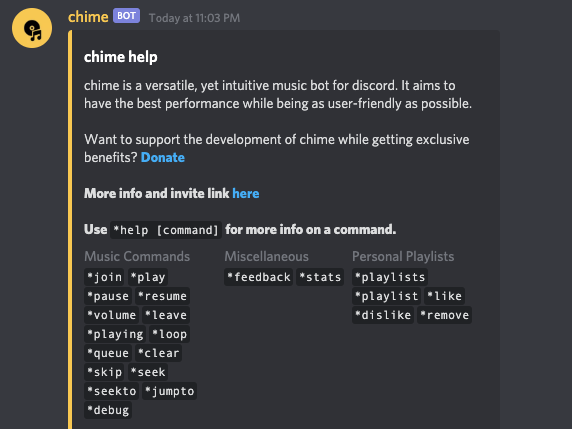 chime BOT Today at 11:03 PM
chime help
chime is a versatile, yet intuitive music bot for discord. It aims to
have the best performance while being as user-friendly as possible.
Want to support the development of chime while getting exclusive
benefits? Donate
More info and invite link here
Use *help [command] for more info on a command.
Music Commands
*join *play
*pause *resume
*volume *leave
*playing *loop
*queue *clear
*skip *seek
*seekto *jumpto
*debug
Miscellaneous
*feedback *stats
Personal Playlists
*playlists
*playlist *like
*dislike *remove